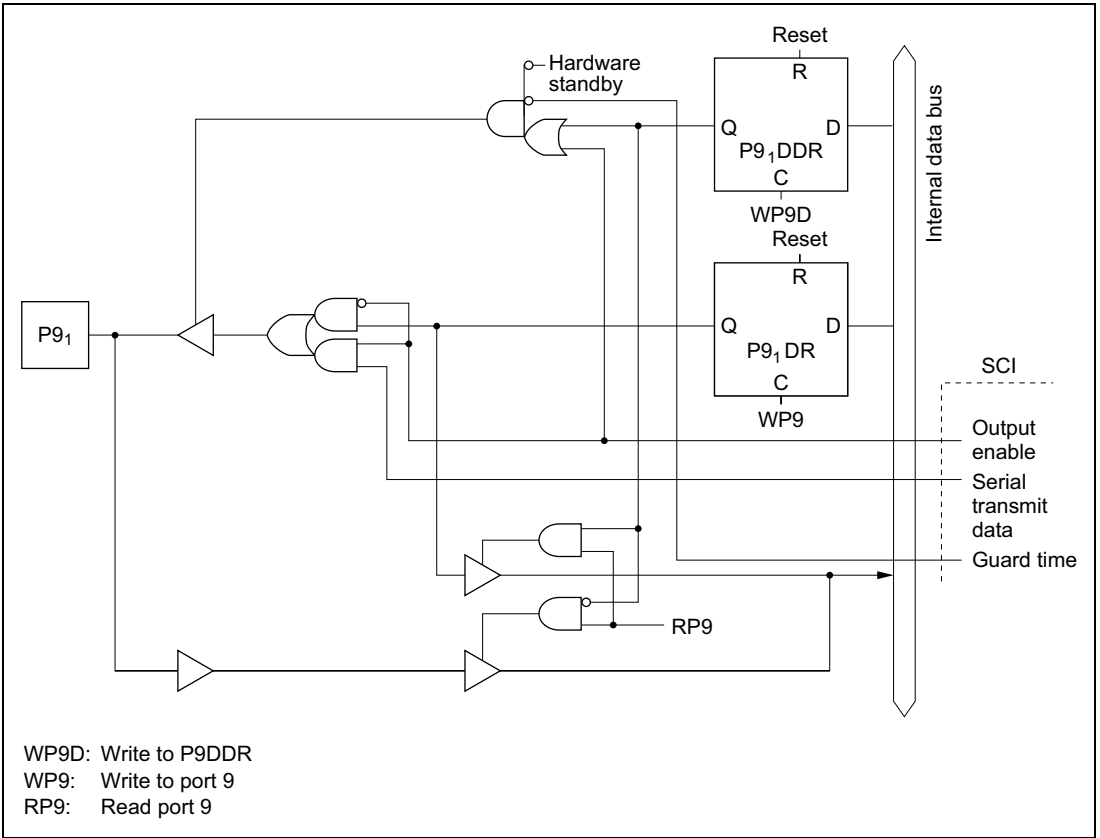 Reset
Hardware
standby
R
Q
D
P9₁DDR
C
WP9D
Internal data bus
Reset
R
P9₁
Q
D
P9₁DR
C
WP9
SCI
Output
enable
Serial
transmit
data
Guard time
RP9
WP9D: Write to P9DDR
WP9: Write to port 9
RP9: Read port 9